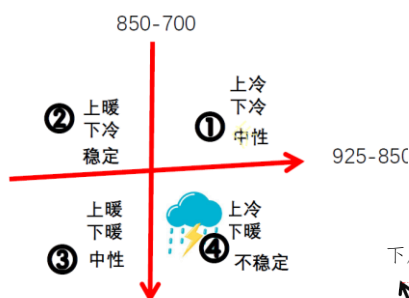 850-700
② 上暖
下冷
稳定
① 上冷
下冷
中性
925-850
③ 上暖
下暖
中性
④ 上冷
下暖
不稳定
下